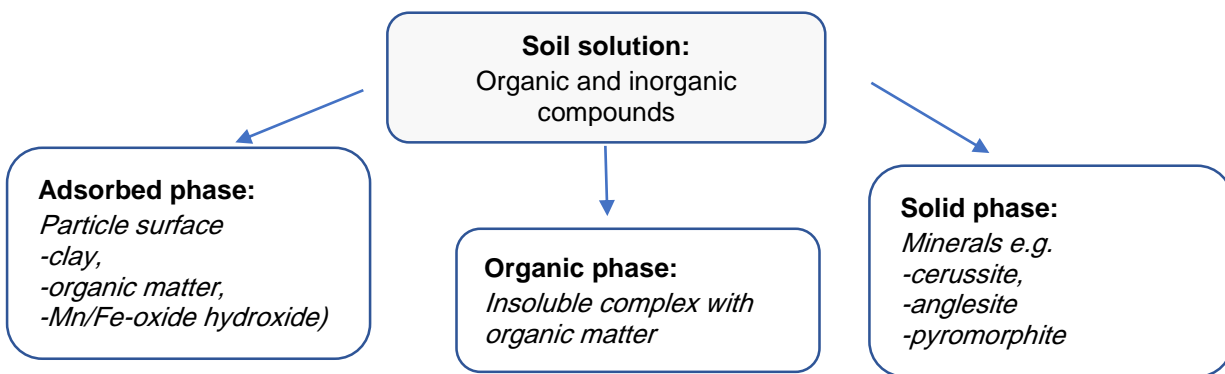 Soil solution:
Organic and inorganic
compounds
Adsorbed phase:
Particle surface
-clay,
-organic matter,
-Mn/Fe-oxide hydroxide)
Organic phase:
Insoluble complex with
organic matter
Solid phase:
Minerals e.g.
-cerussite,
-anglesite
-pyromorphite